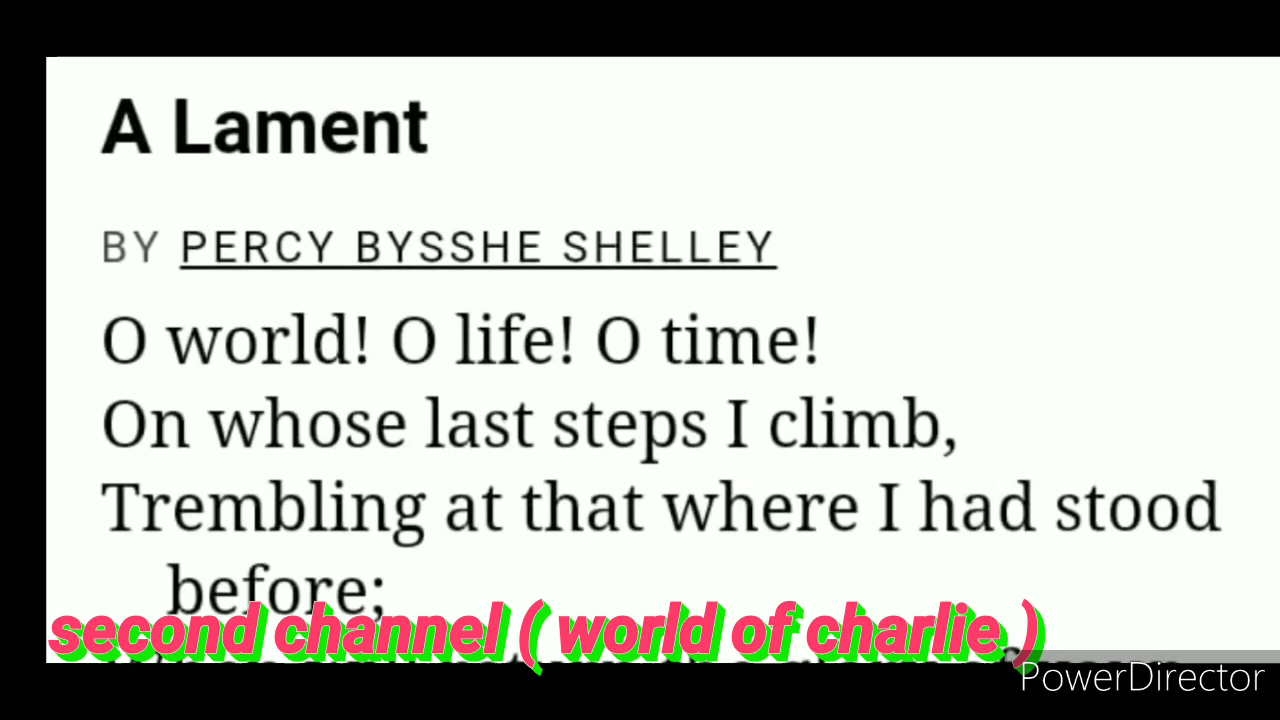 A Lament
BY PERCY BYSSHE SHELLEY
O world! O life! O time!
On whose last steps I climb,
Trembling at that where I had stood
before;
second channel ( world of charlie )
PowerDirector